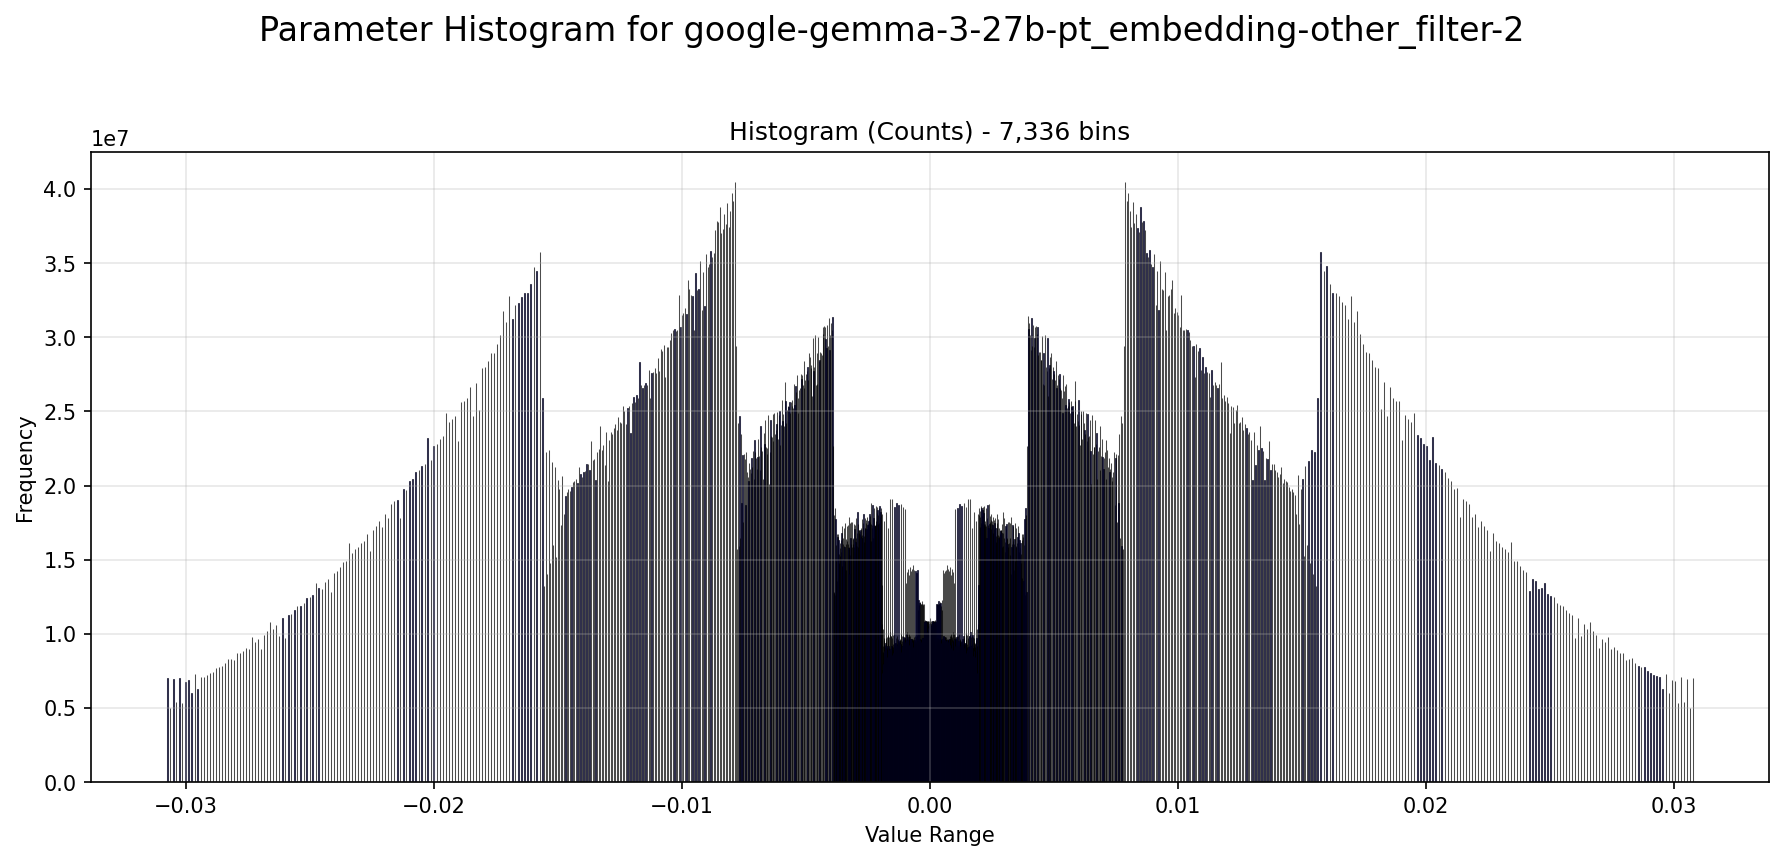 Parameter Histogram for google-gemma-3-27b-pt_embedding-other_filter-2
Histogram (Counts) - 7,336 bins
1e7
4.0
3.5
3.0
2.5
2.0
1.5
1.0
0.5
0.0
Frequency
−0.03 −0.02 −0.01 0.00 0.01 0.02 0.03
Value Range